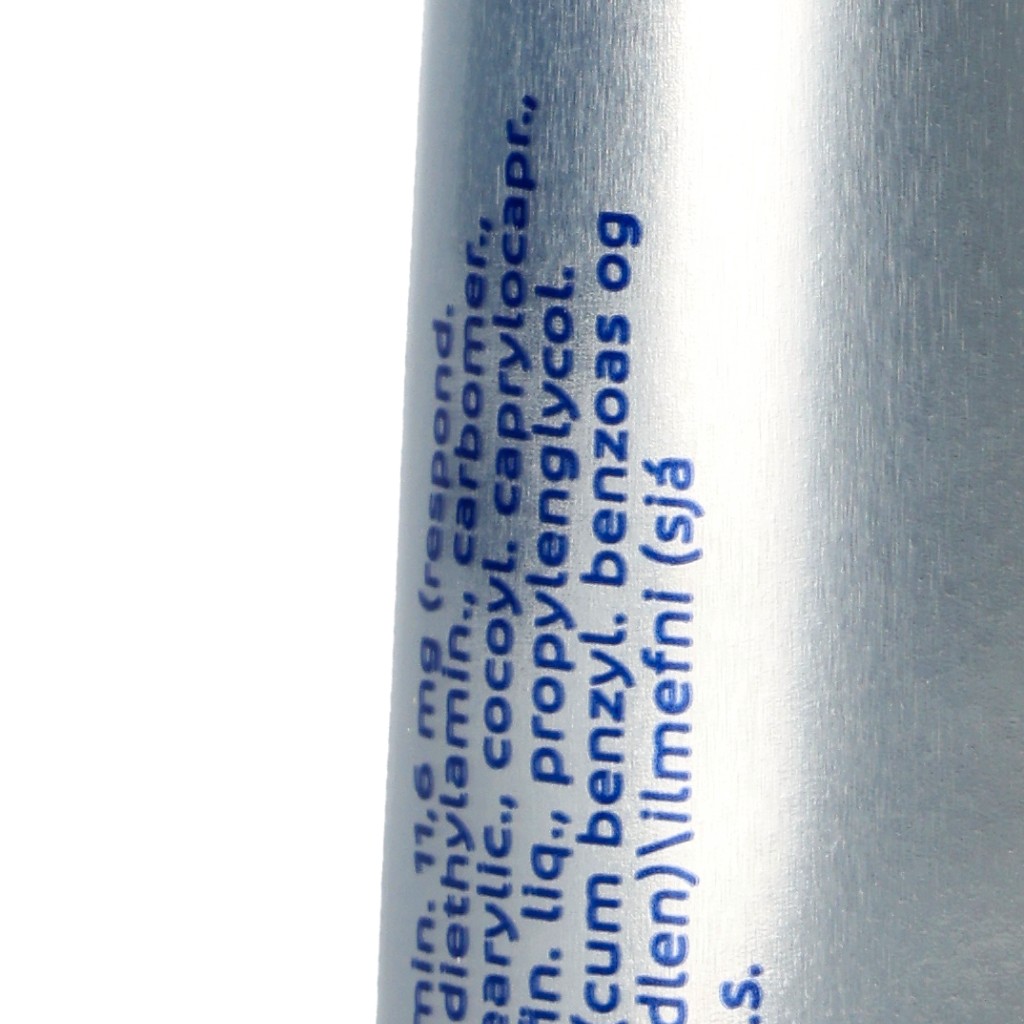 min. 11,6 mg (respond.
diethylamin., carbomer.,
earylic., cocoyl. caprylocapr.,
in. liq., propylenglycol.
(cum benzyl. benzoas og
dlen)\ilmefni (sjá
.s.